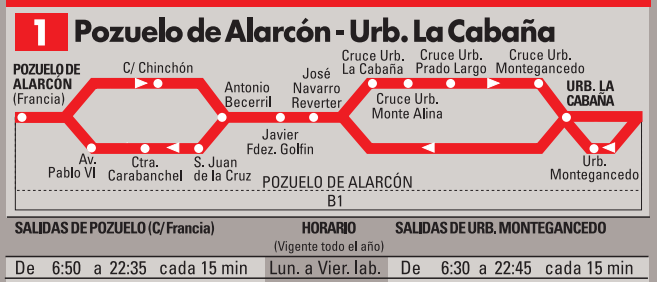 1 Pozuelo de Alarcón - Urb. La Cabaña
POZUELO DE
ALARCÓN
(Francia)
C/ Chinchón
Antonio
Becerril
José
Navarro
Reverter
Cruce Urb.
La Cabaña
Cruce Urb.
Prado Largo
Cruce Urb.
Montegancedo
URB. LA
CABAÑA
Cruce Urb.
Monte Alina
Av.
Pablo VI
Ctra.
Carabanchel
S. Juan
de la Cruz
Javier
Fdez. Golfin
Urb.
Montegancedo
POZUELO DE ALARCÓN
B1
SALIDAS DE POZUELO (C/ Francia) HORARIO SALIDAS DE URB. MONTEGANCEDO
(Vigente todo el año)
De 6:50 a 22:35 cada 15 min Lun. a Vier. lab. De 6:30 a 22:45 cada 15 min